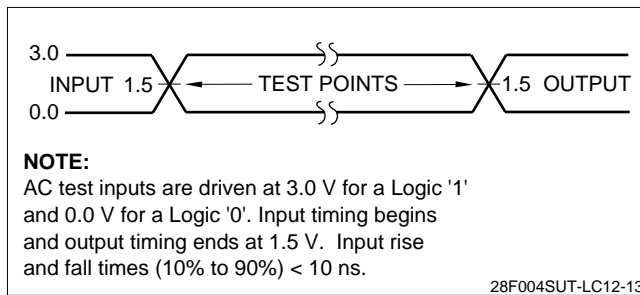 3.0
INPUT 1.5 TEST POINTS 1.5 OUTPUT
0.0
NOTE:
AC test inputs are driven at 3.0 V for a Logic '1'
and 0.0 V for a Logic '0'. Input timing begins
and output timing ends at 1.5 V. Input rise
and fall times (10% to 90%) < 10 ns.
28F004SUT-LC12-13